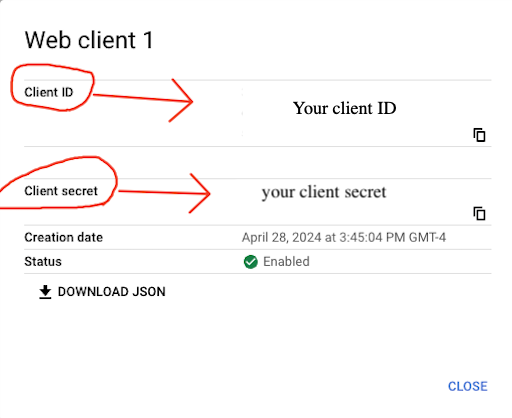 Web client 1
Client ID
Your client ID
Client secret
your client secret
Creation date April 28, 2024 at 3:45:04 PM GMT-4
Status Enabled
DOWNLOAD JSON
CLOSE